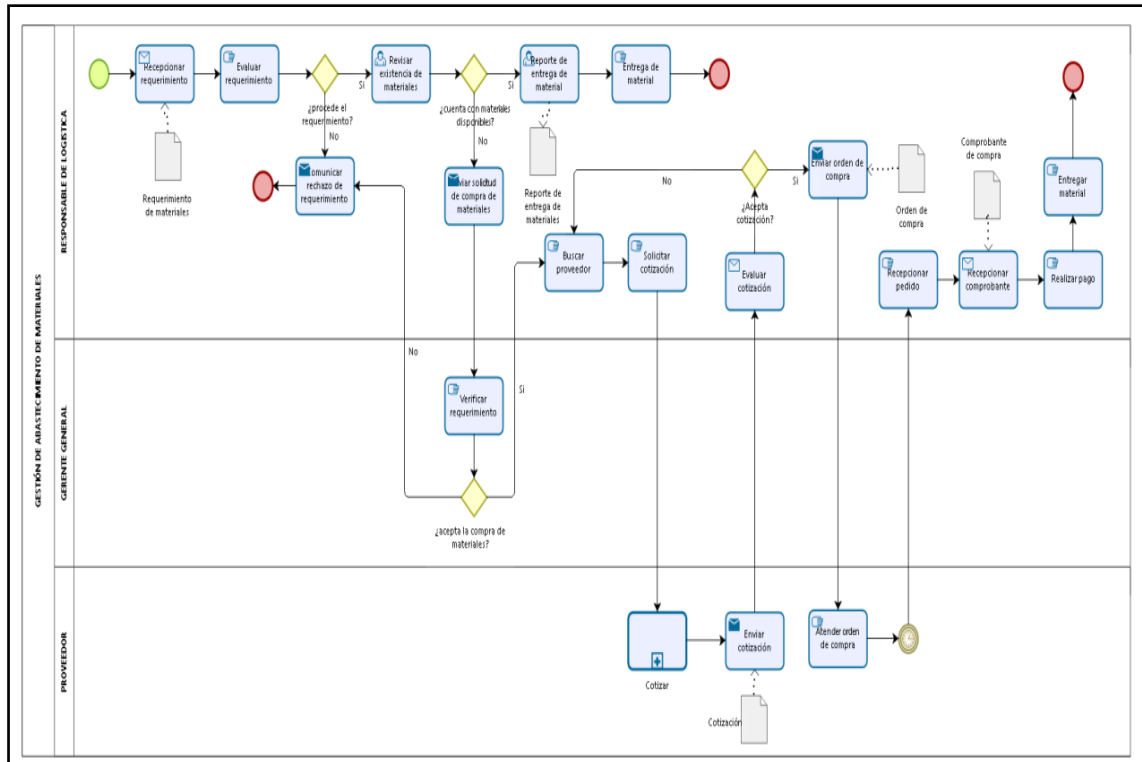 GESTIÓN DE ABASTECIMIENTO DE MATERIALES
RESPONSABLE DE LOGISTICA
Recepcionar
requerimiento
Evaluar
requerimiento
Revisar
existencia de
materiales
Reporte de
entrega de
material
Entrega de
material
Si
Si
¿procede el
requerimiento?
¿cuenta con materiales
disponibles?
No
No
Requerimiento
de materiales
Comunicar
rechazo de
requerimiento
Enviar solicitud
de compra de
materiales
Reporte de
entrega de
materiales
No
¿Acepta
cotización?
Si
Enviar orden de
compra
Orden de
compra
Comprobante
de compra
Entregar
material
Buscar
proveedor
Solicitar
cotización
Evaluar
cotización
Recepcionar
pedido
Recepcionar
comprobante
Realizar pago
GERENTE GENERAL
No
Si
Verificar
requerimiento
¿acepta la compra de
materiales?
PROVEEDOR
Cotizar
Enviar
cotización
Cotización
Atender orden
de compra